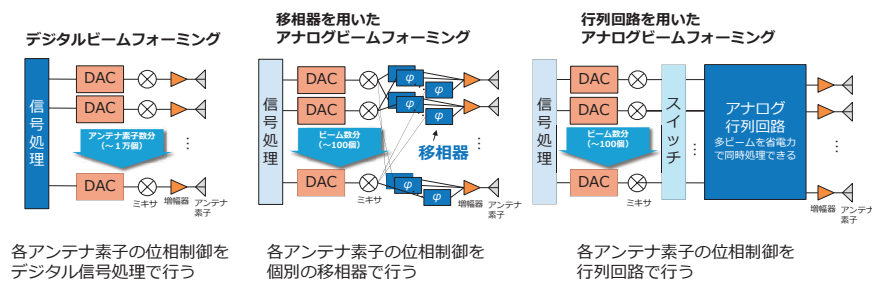 デジタルビームフォーミング
信号処理
DAC
DAC
アンテナ素子数分
(～１万個)
DAC
⋮
ミキサ
増幅器
アンテナ
素子
各アンテナ素子の位相制御を
デジタル信号処理で行う
移相器を用いた
アナログビームフォーミング
信号処理
DAC
DAC
ビーム数分
(～100個)
DAC
φ
φ
φ
φ
移相器
φ
φ
⋮
ミキサ
増幅器
アンテナ
素子
各アンテナ素子の位相制御を
個別の移相器で行う
行列回路を用いた
アナログビームフォーミング
信号処理
DAC
DAC
ビーム数分
(～100個)
DAC
ミキサ
スイッチ
⋮
アナログ
行列回路
多ビームを省電力
で同時処理できる
⋮
増幅器
アンテナ
素子
各アンテナ素子の位相制御を
行列回路で行う